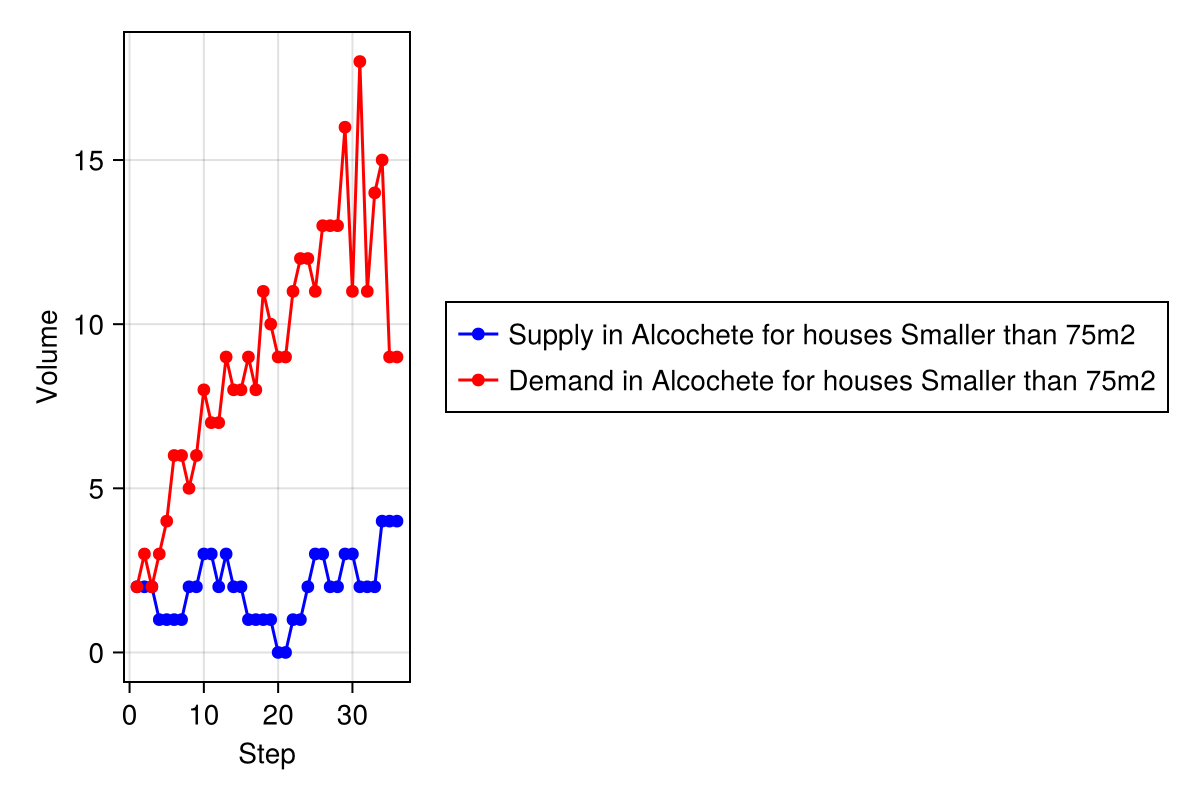 Volume
15
10
5
0
0 10 20 30
Step
Supply in Alcochete for houses Smaller than 75m2
Demand in Alcochete for houses Smaller than 75m2